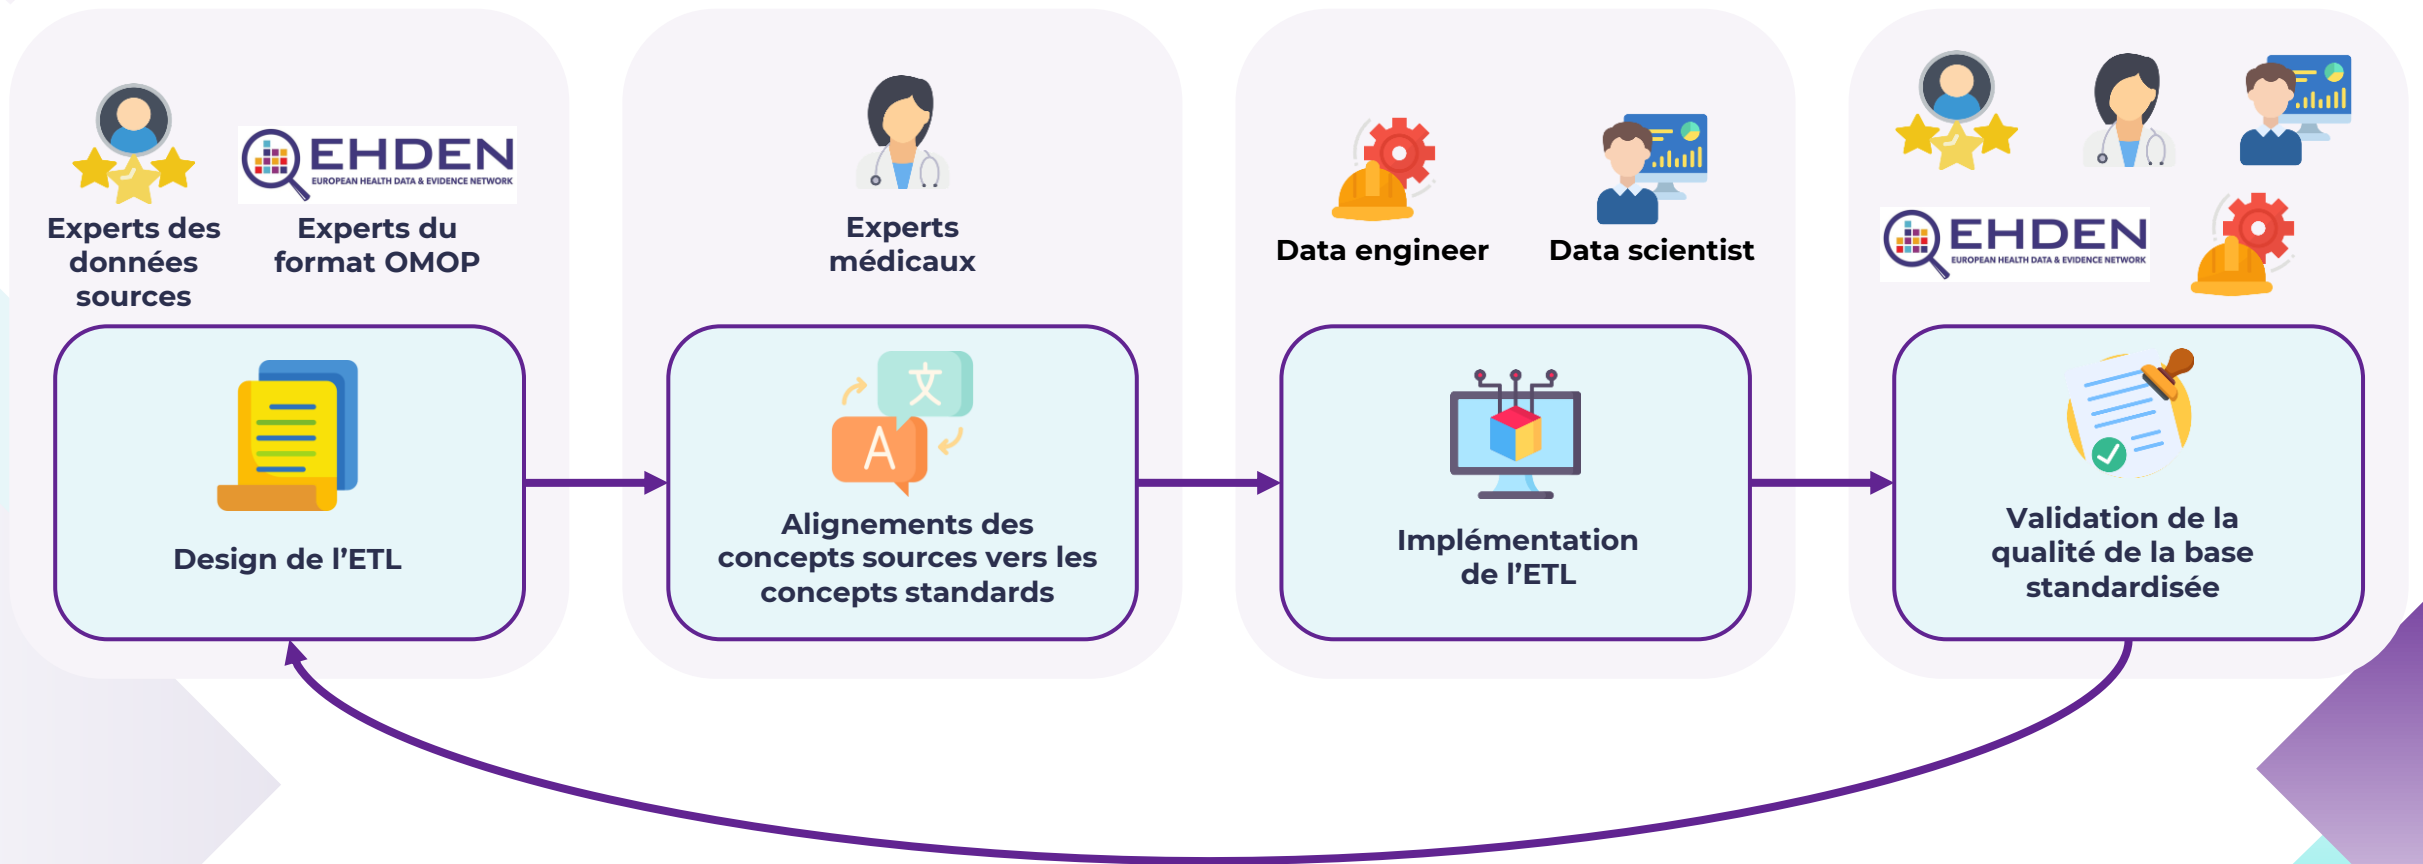 EHDEN
EUROPEAN HEALTH DATA & EVIDENCE NETWORK
Experts des
données
sources
Experts du
format OMOP
Design de l’ETL
Experts
médicaux
文
A
Alignements des
concepts sources vers les
concepts standards
Data engineer
Data scientist
Implémentation
de l’ETL
EHDEN
EUROPEAN HEALTH DATA & EVIDENCE NETWORK
Validation de la
qualité de la base
standardisée